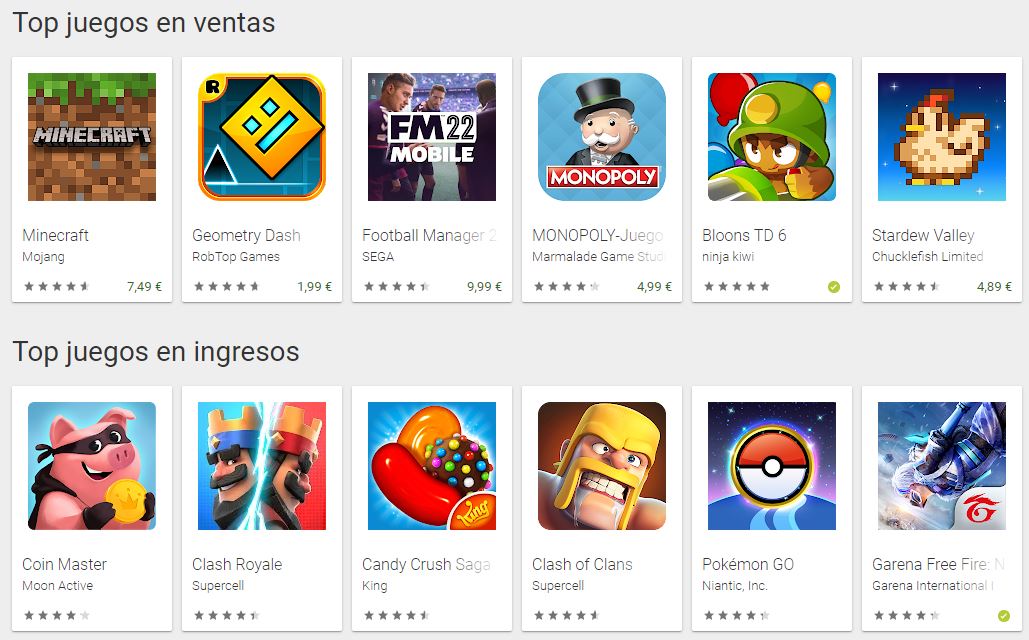 Top juegos en ventas
MINECRAFT
R
FM22
MOBILE
MONOPOLY
Minecraft
Geometry Dash
Football Manager 2
MONOPOLY-Juego
Bloons TD 6
Stardew Valley
Mojang
RobTop Games
SEGA
Marmalade Game Studi
ninja kiwi
Chucklefish Limited
7,49 €
1,99 €
9,99 €
4,99 €
4,89 €
Top juegos en ingresos
King
Coin Master
Clash Royale
Candy Crush Saga
Clash of Clans
Pokémon GO
Garena Free Fire: N
Moon Active
Supercell
King
Supercell
Niantic, Inc.
Garena International I